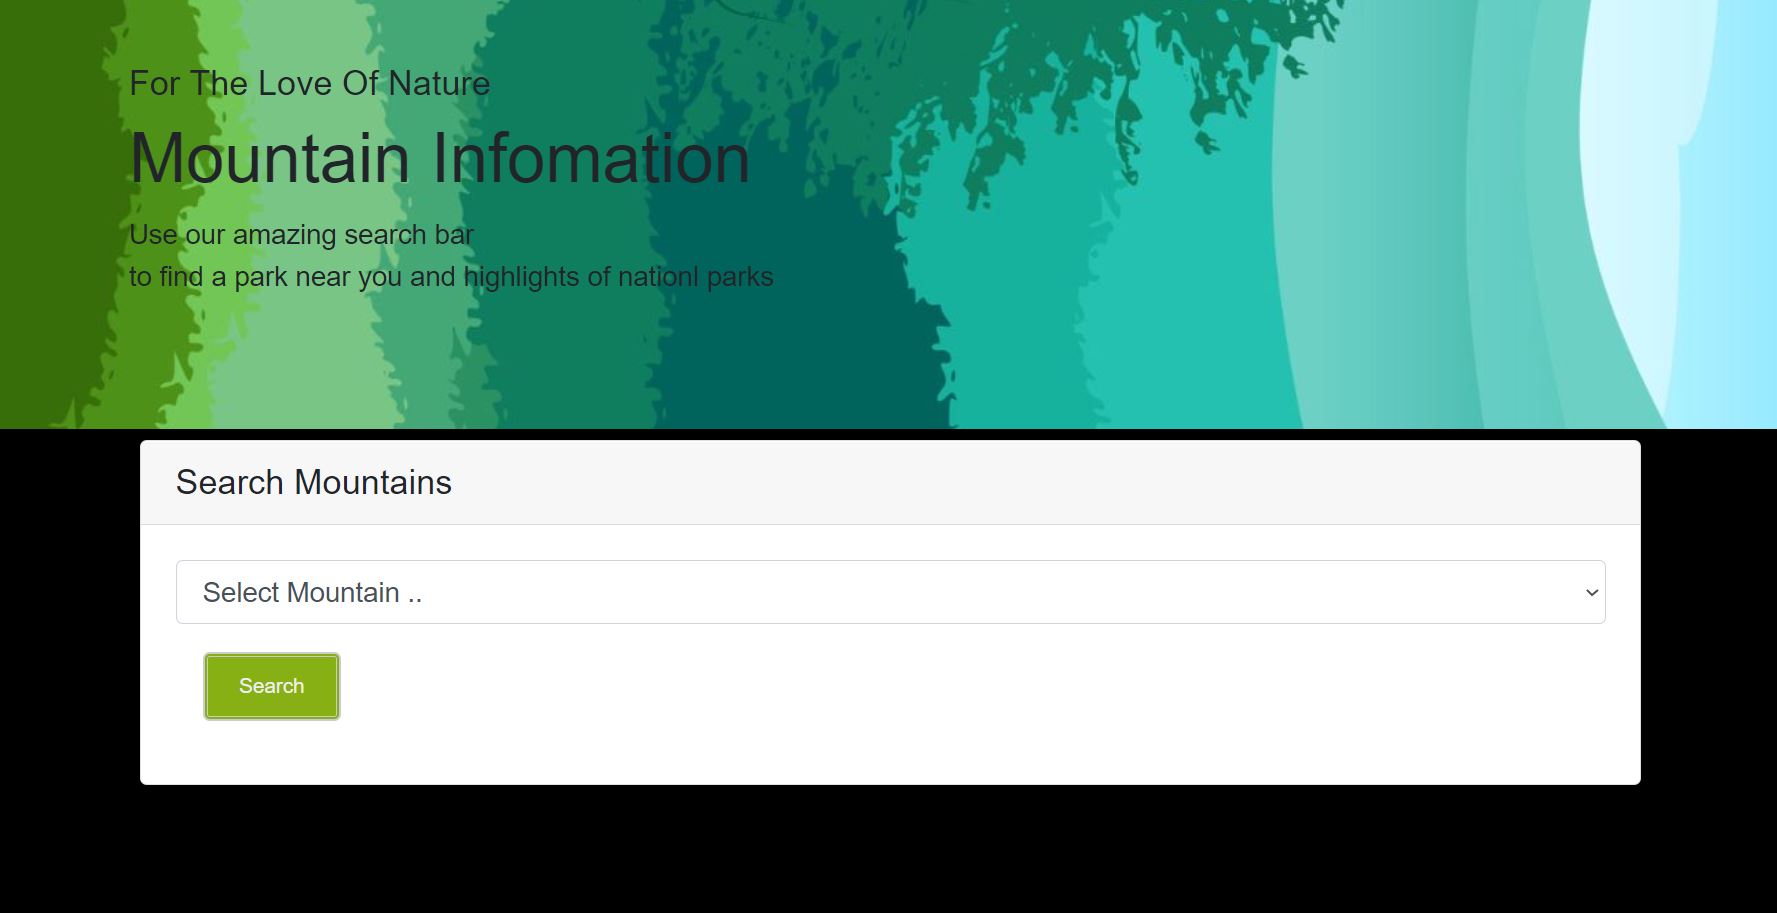 For The Love Of Nature
Mountain Infomation
Use our amazing search bar
to find a park near you and highlights of nationl parks
Search Mountains
Select Mountain ..
Search